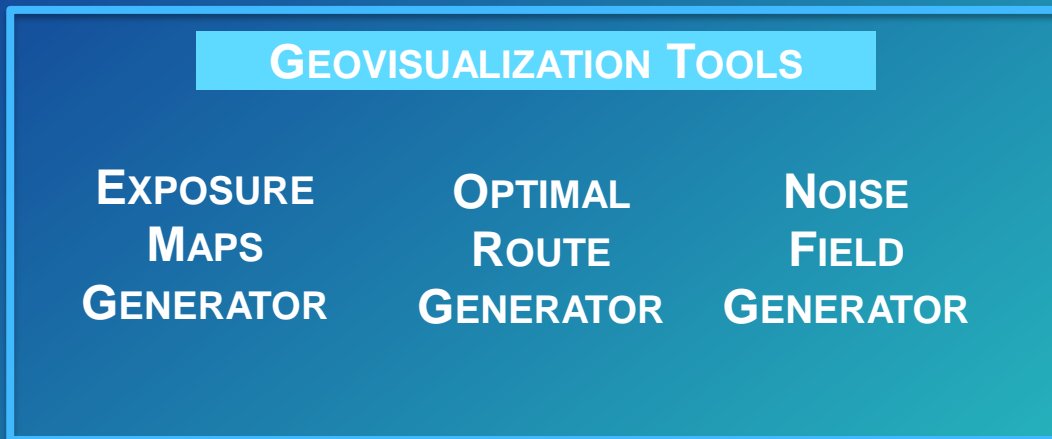 GEOVISUALIZATION TOOLS
EXPOSURE
MAPS
GENERATOR
OPTIMAL
ROUTE
GENERATOR
NOISE
FIELD
GENERATOR